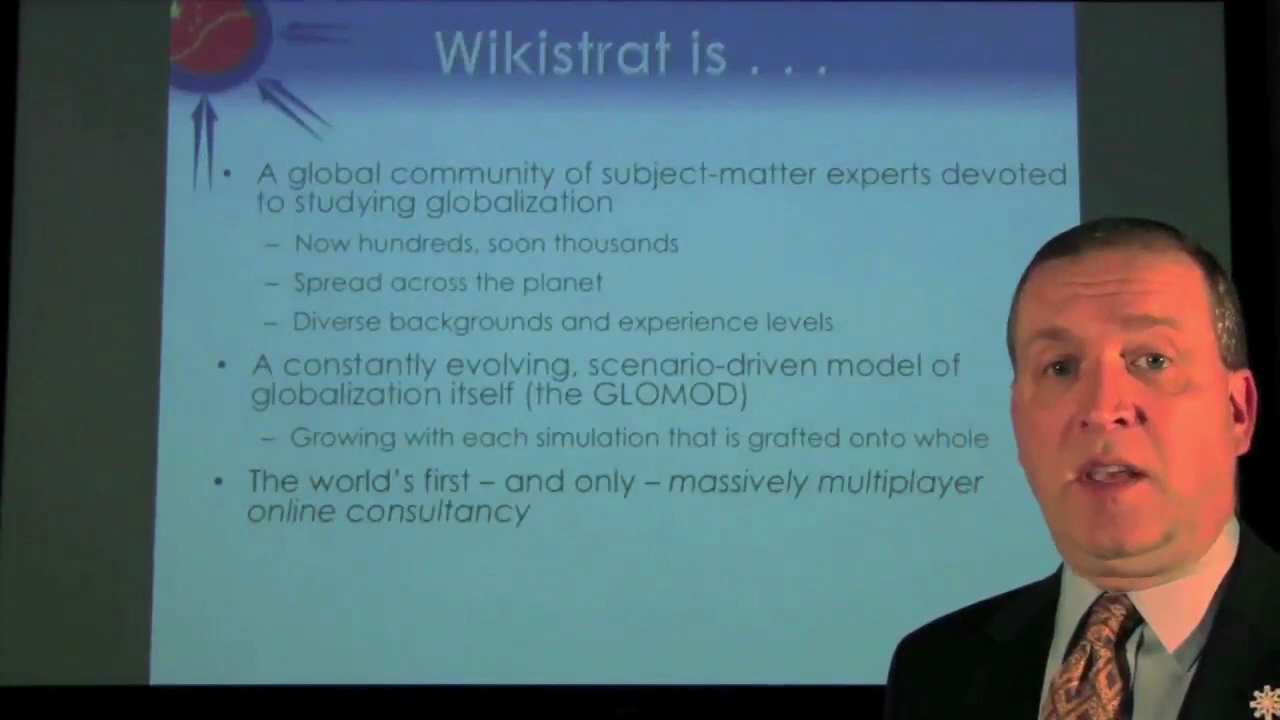 Wikistrat is . . .
• A global community of subject-matter experts devoted
to studying globalization
– Now hundreds, soon thousands
– Spread across the planet
– Diverse backgrounds and experience levels
• A constantly evolving, scenario-driven model of
globalization itself (the GLOMOD)
– Growing with each simulation that is grafted onto whole
• The world's first – and only – massively multiplayer
online consultancy